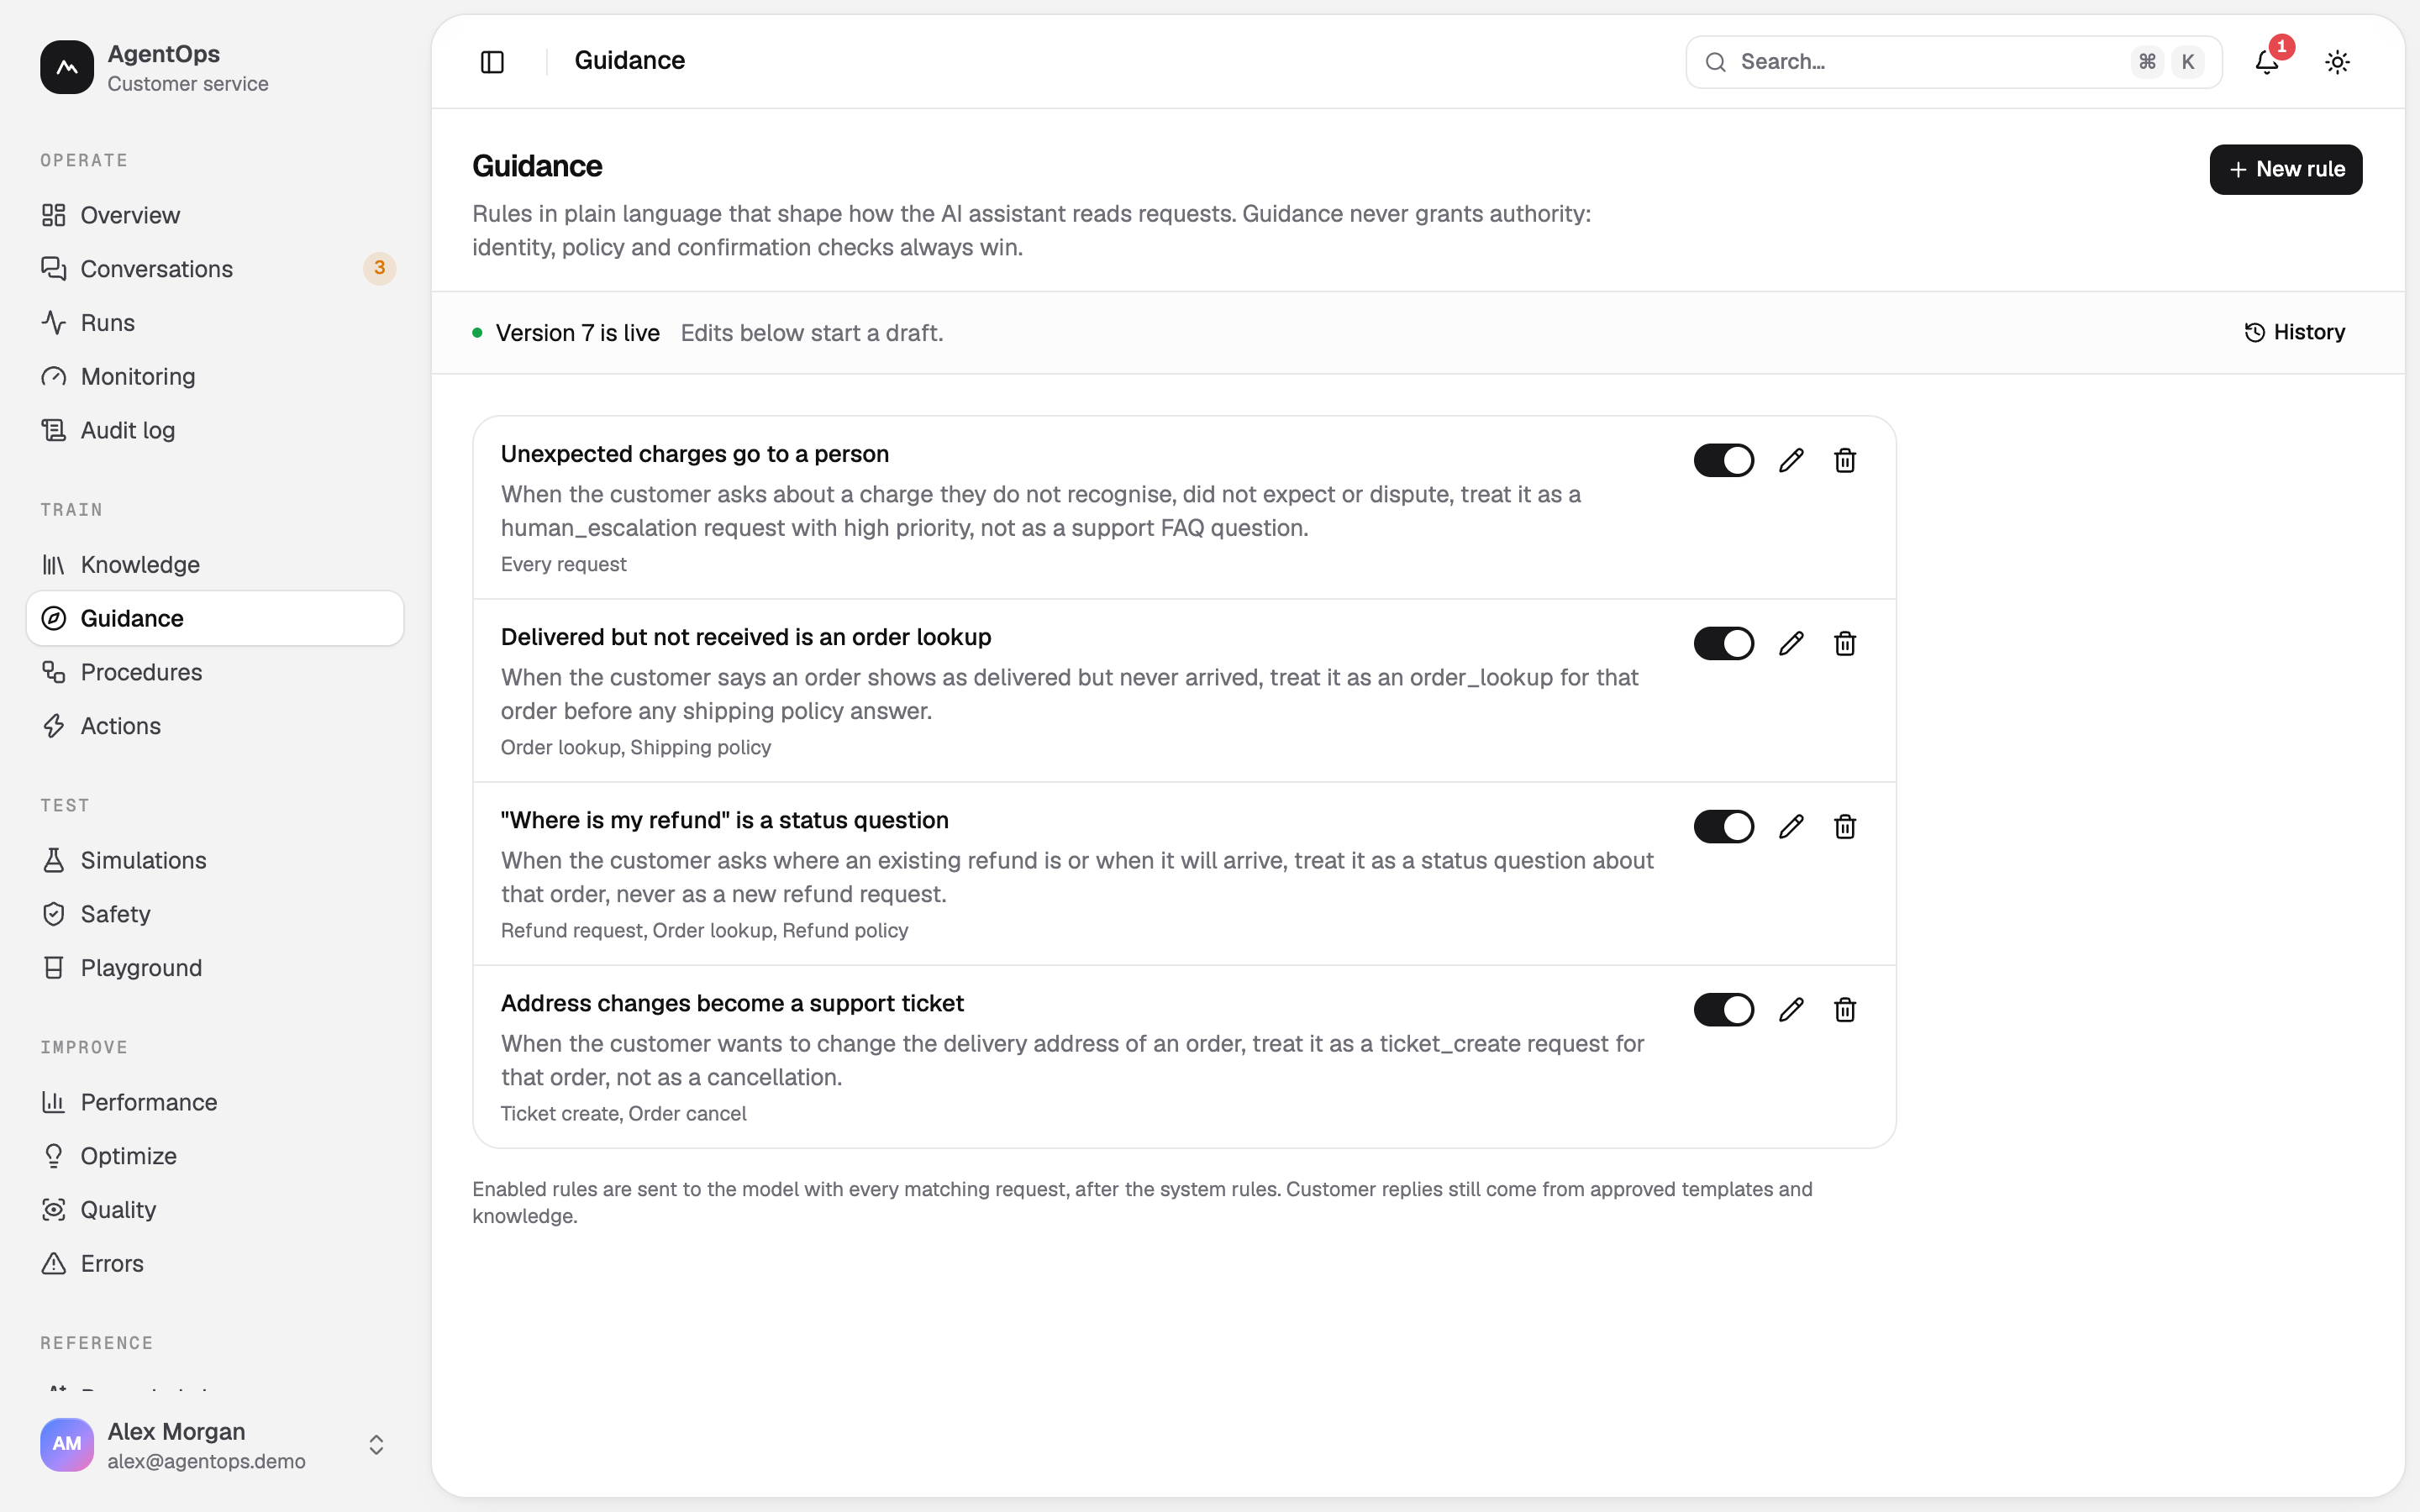 AgentOps
Customer service
OPERATE
Overview
Conversations
3
Runs
Monitoring
Audit log
TRAIN
Knowledge
Guidance
Procedures
Actions
TEST
Simulations
Safety
Playground
IMPROVE
Performance
Optimize
Quality
Errors
REFERENCE
AM
Alex Morgan
alex@agentops.demo
Guidance
Search...
⌘ K
1
Guidance
+ New rule
Rules in plain language that shape how the AI assistant reads requests. Guidance never grants authority:
identity, policy and confirmation checks always win.
Version 7 is live Edits below start a draft.
History
Unexpected charges go to a person
When the customer asks about a charge they do not recognise, did not expect or dispute, treat it as a
human_escalation request with high priority, not as a support FAQ question.
Every request
Delivered but not received is an order lookup
When the customer says an order shows as delivered but never arrived, treat it as an order_lookup for that
order before any shipping policy answer.
Order lookup, Shipping policy
"Where is my refund" is a status question
When the customer asks where an existing refund is or when it will arrive, treat it as a status question about
that order, never as a new refund request.
Refund request, Order lookup, Refund policy
Address changes become a support ticket
When the customer wants to change the delivery address of an order, treat it as a ticket_create request for
that order, not as a cancellation.
Ticket create, Order cancel
Enabled rules are sent to the model with every matching request, after the system rules. Customer replies still come from approved templates and
knowledge.